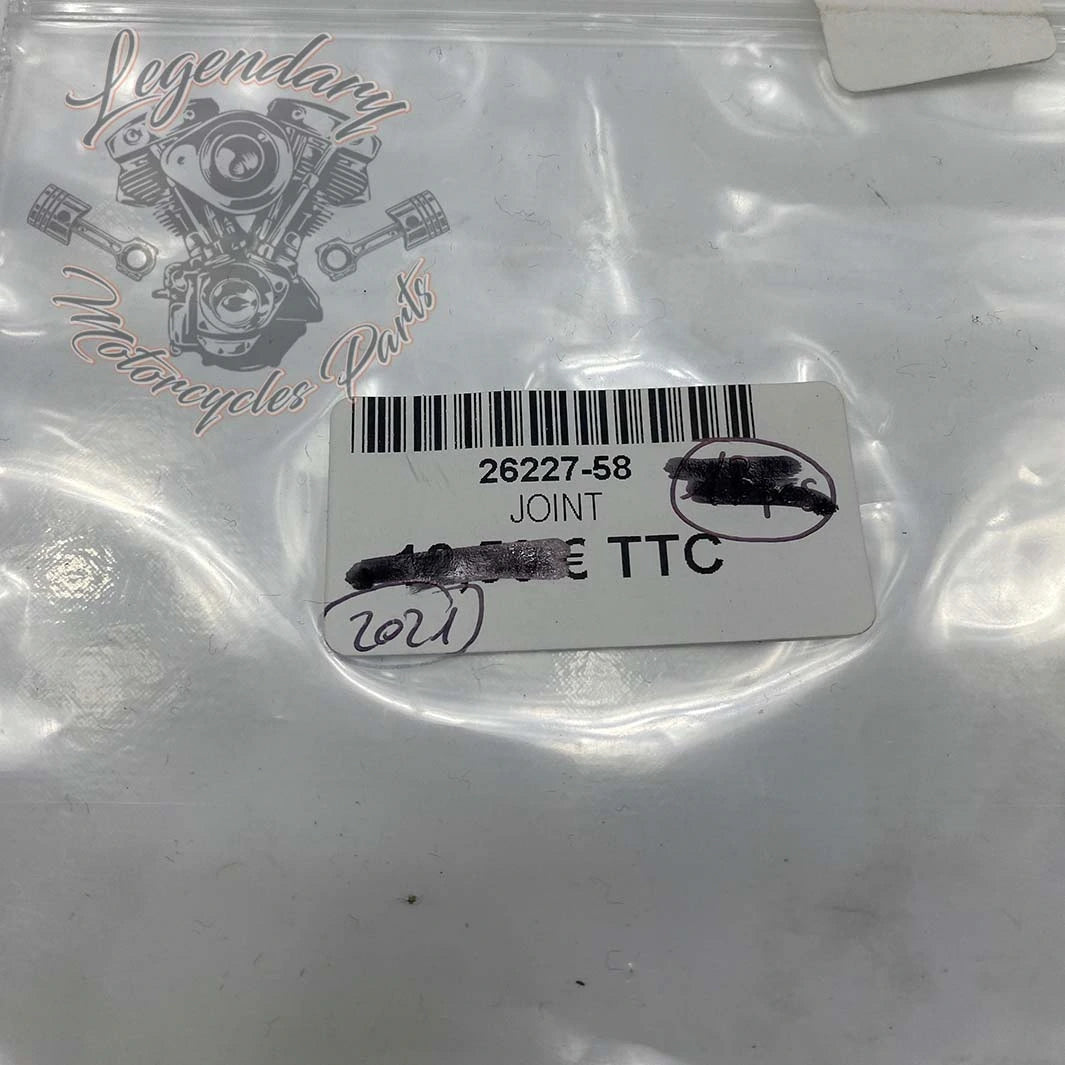 Legendary
Motorcycles Parts
26227-58
JOINT
€ TTC
2021